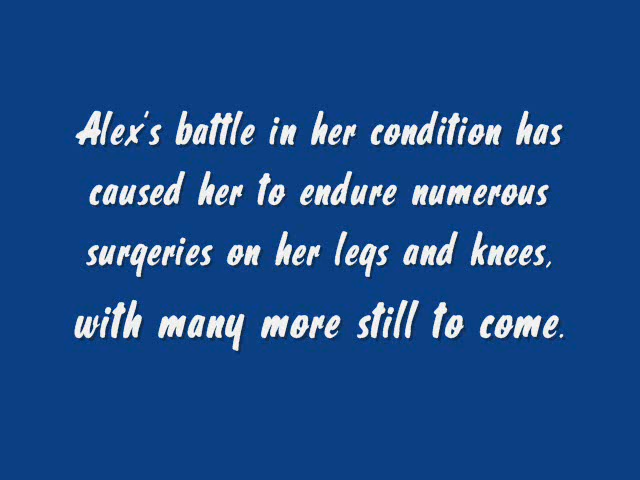 Alex's battle in her condition has
caused her to endure numerous
surgeries on her legs and knees,
with many more still to come.